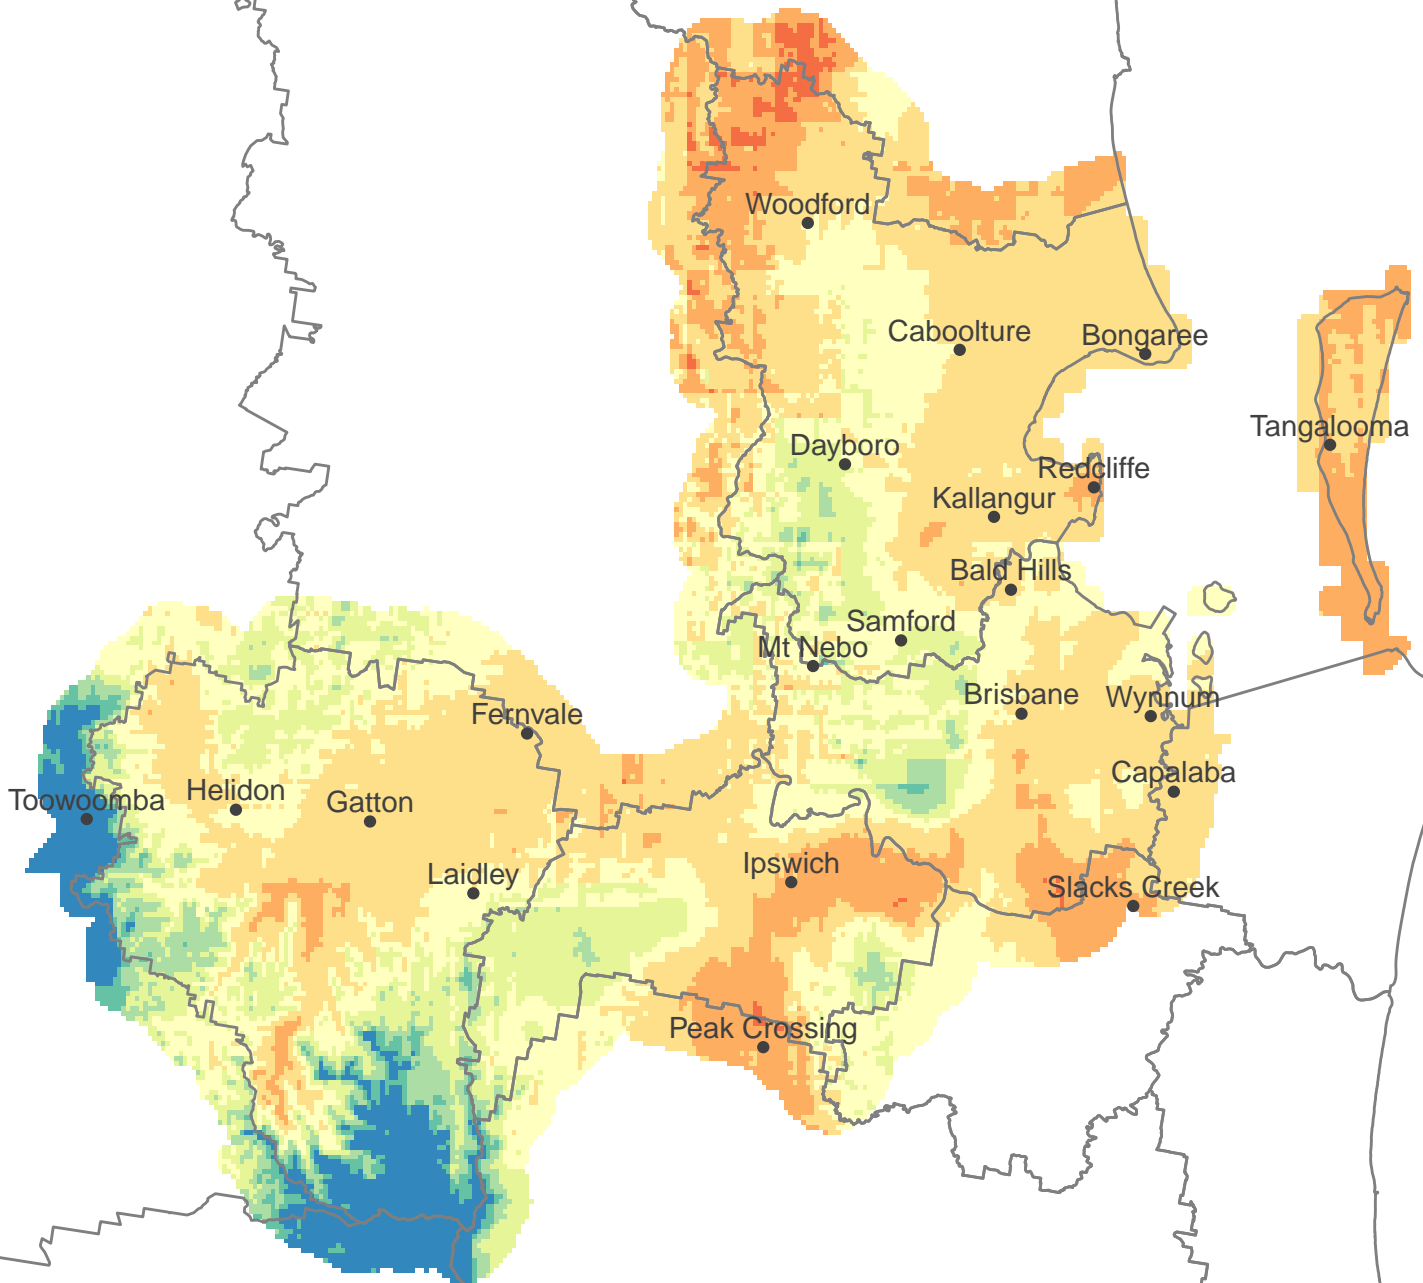 Woodford
Caboolture
Bongaree
Tangalooma
Dayboro
Redcliffe
Kallangur
Bald Hills
Samford
Mt Nebo
Brisbane
Wynnum
Fernvale
Capalaba
Toowoomba
Helidon
Gatton
Ipswich
Laidley
Slacks Creek
Peak Crossing